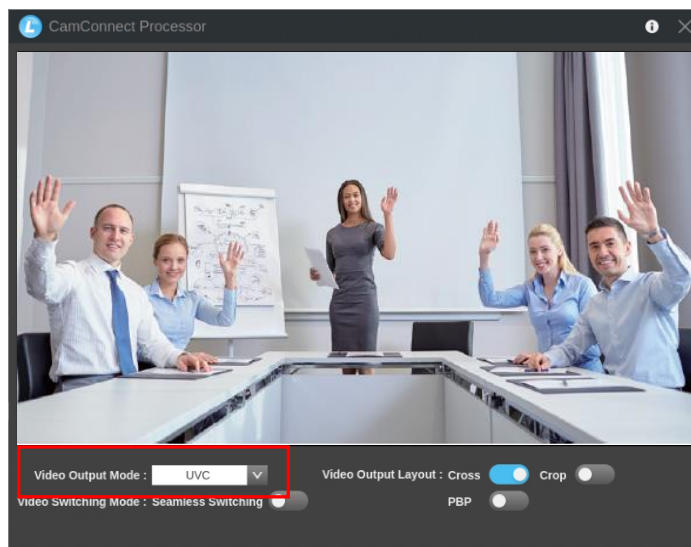 CamConnect Processor
Video Output Mode : UVC
Video Output Layout : Cross Crop
Video Switching Mode : Seamless Switching
PBP